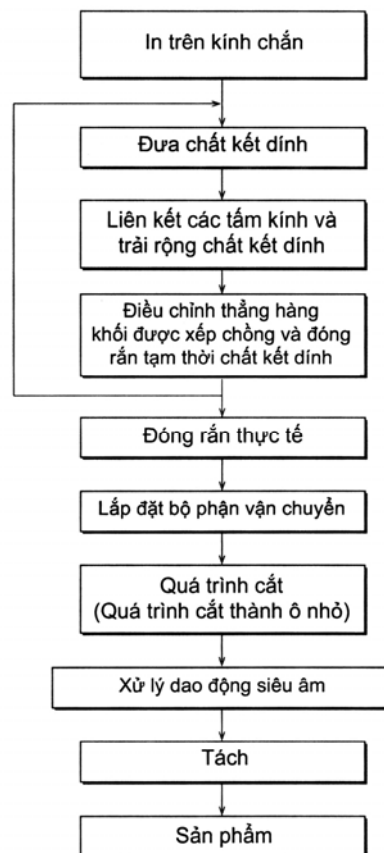 In trên kính chắn
Đưa chất kết dính
Liên kết các tấm kính và
trải rộng chất kết dính
Điều chỉnh thẳng hàng
khối được xếp chồng và đóng
rắn tạm thời chất kết dính
Đóng rắn thực tế
Lắp đặt bộ phận vận chuyển
Quá trình cắt
(Quá trình cắt thành ô nhỏ)
Xử lý dao động siêu âm
Tách
Sản phẩm